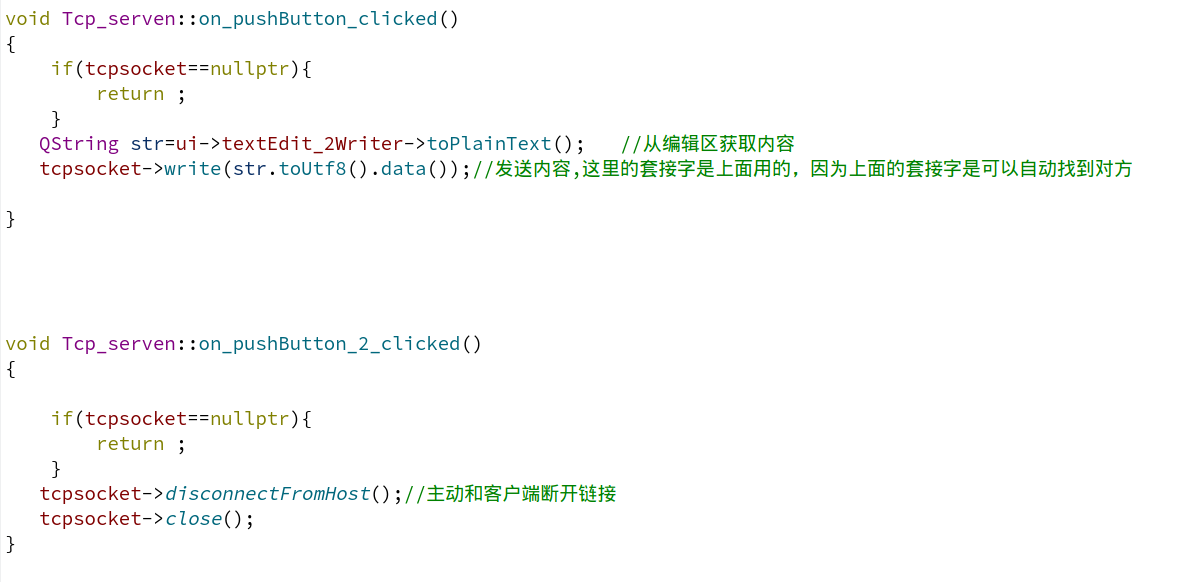 void Tcp_serven::on_pushButton_clicked()
{
    if(tcpsocket==nullptr){
        return ;
    }
   QString str=ui->textEdit_2Writer->toPlainText();   //从编辑区获取内容
   tcpsocket->write(str.toUtf8().data());//发送内容,这里的套接字是上面用的，因为上面的套接字是可以自动找到对方
}
void Tcp_serven::on_pushButton_2_clicked()
{
    if(tcpsocket==nullptr){
        return ;
    }
   tcpsocket->disconnectFromHost();//主动和客户端断开链接
   tcpsocket->close();
}